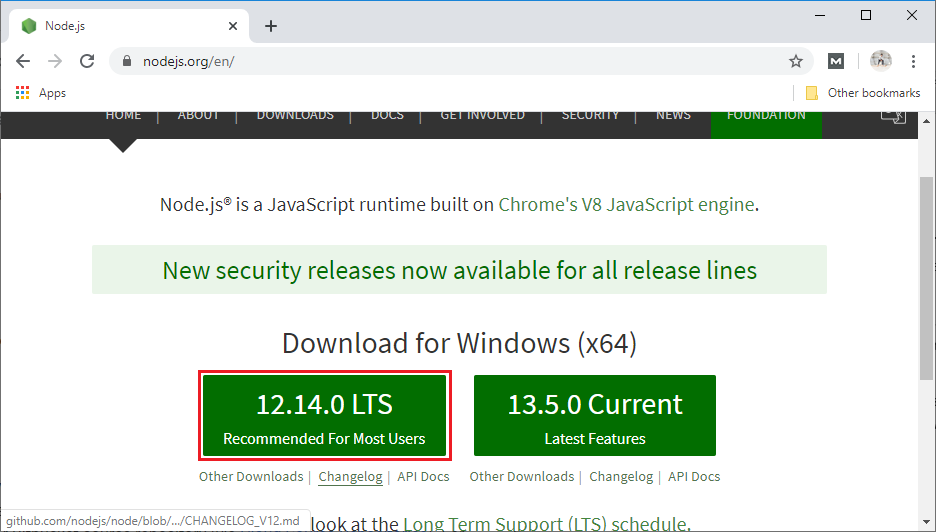 Node.js
nodejs.org/en/
M
Apps
Other bookmarks
HOME | ABOUT | DOWNLOADS | DOCS | GET INVOLVED | SECURITY | NEWS FOUNDATION
Node.js® is a JavaScript runtime built on Chrome's V8 JavaScript engine.
New security releases now available for all release lines
Download for Windows (x64)
12.14.0 LTS
Recommended For Most Users
13.5.0 Current
Latest Features
Other Downloads | Changelog | API Docs
Other Downloads | Changelog | API Docs
look at the Long Term Support (LTS) schedule.
github.com/nodejs/node/blob/.../CHANGELOG_V12.md